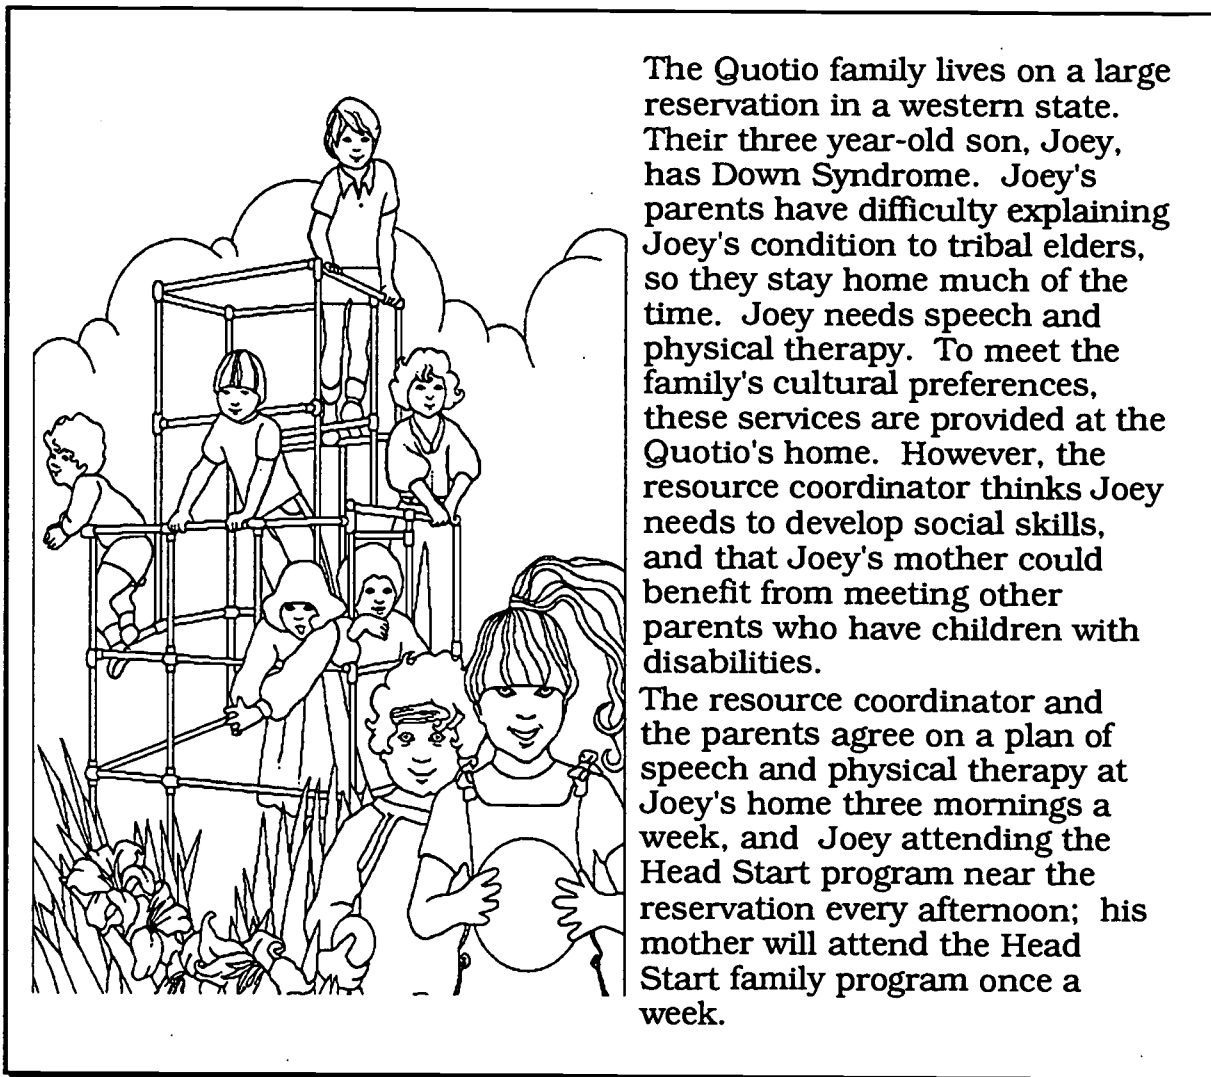 The Quotio family lives on a large
reservation in a western state.
Their three year-old son, Joey,
has Down Syndrome. Joey's
parents have difficulty explaining
Joey's condition to tribal elders,
so they stay home much of the
time. Joey needs speech and
physical therapy. To meet the
family's cultural preferences,
these services are provided at the
Quotio's home. However, the
resource coordinator thinks Joey
needs to develop social skills,
and that Joey's mother could
benefit from meeting other
parents who have children with
disabilities.
The resource coordinator and
the parents agree on a plan of
speech and physical therapy at
Joey's home three mornings a
week, and Joey attending the
Head Start program near the
reservation every afternoon; his
mother will attend the Head
Start family program once a
week.